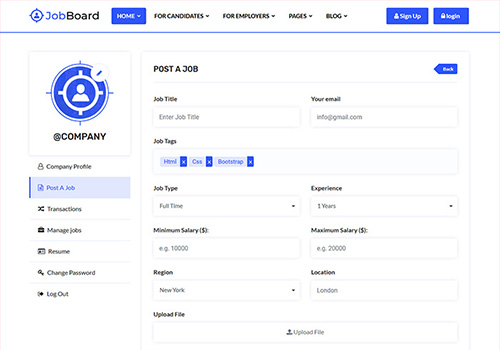 JobBoard HOME FOR CANDIDATES FOR EMPLOYERS PAGES BLOG Sign Up login
@COMPANY
Company Profile
Post A Job
Transactions
Manage jobs
Resume
Change Password
Log Out
POST A JOB Back
Job Title Your email
Enter Job Title info@gmail.com
Job Tags
Html x Css x Bootstrap x
Job Type Experience
Full Time 1 Years
Minimum Salary ($): Maximum Salary ($):
e.g. 10000 e.g. 20000
Region Location
New York London
Upload File
Upload File